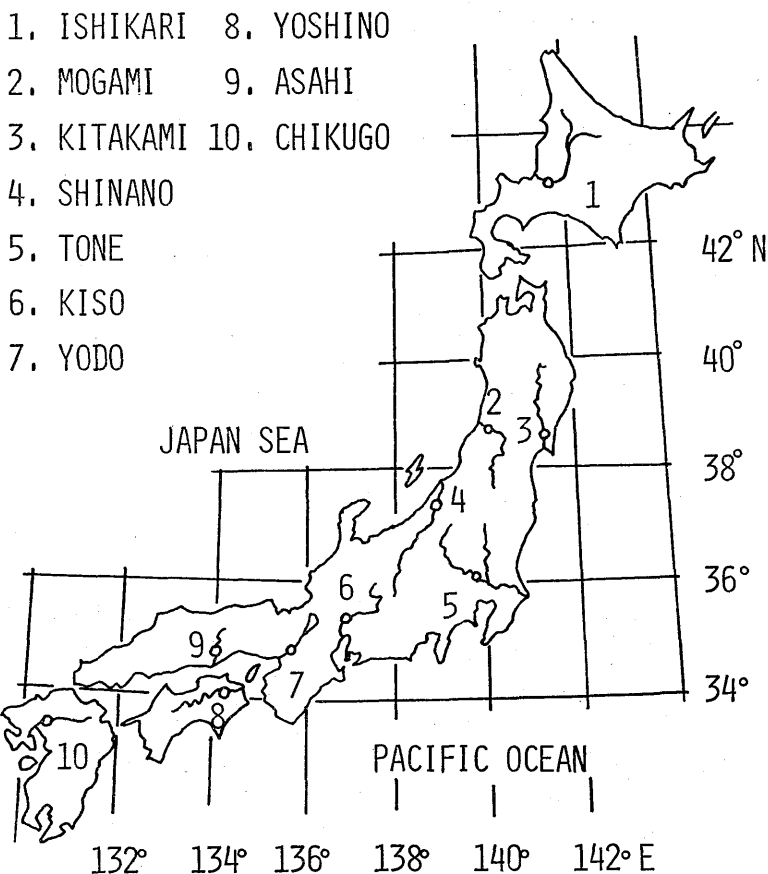 1. ISHIKARI 8. YOSHINO
2. MOGAMI 9. ASAHI
3. KITAKAMI 10. CHIKUGO
4. SHINANO
5. TONE
6. KISO
7. YODO
1
42° N
40°
2
3
JAPAN SEA
38°
4
6
36°
5
9
7
34°
8
10
PACIFIC OCEAN
132° 134° 136° 138° 140° 142° E